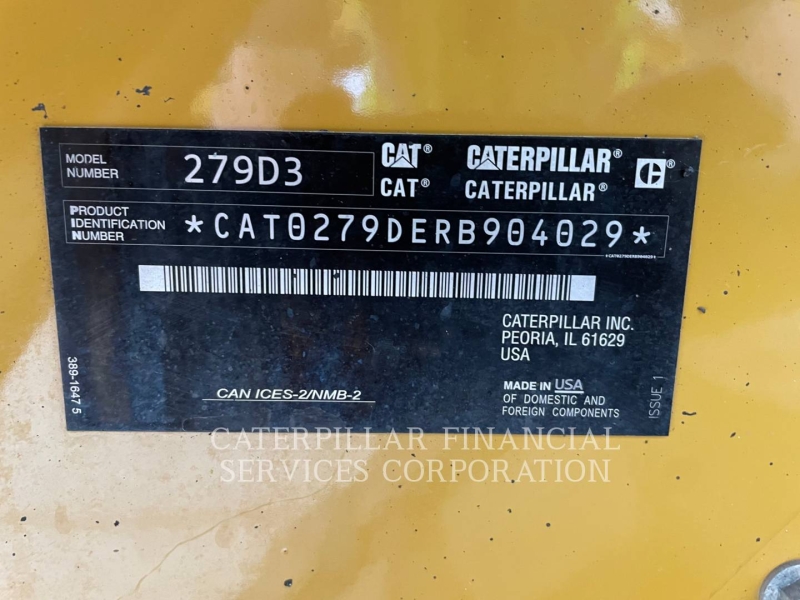 MODEL NUMBER 279D3
CAT® CATERPILLAR® C®
CAT® CATERPILLAR®
PRODUCT IDENTIFICATION NUMBER *CAT0279DERB904029*
*CAT0279DERB904029*
CATERPILLAR INC.
PEORIA, IL 61629
USA
389-1647 5
CAN ICES-2/NMB-2
MADE IN USA
OF DOMESTIC AND
FOREIGN COMPONENTS
ISSUE 1
CATERPILLAR FINANCIAL
SERVICES CORPORATION